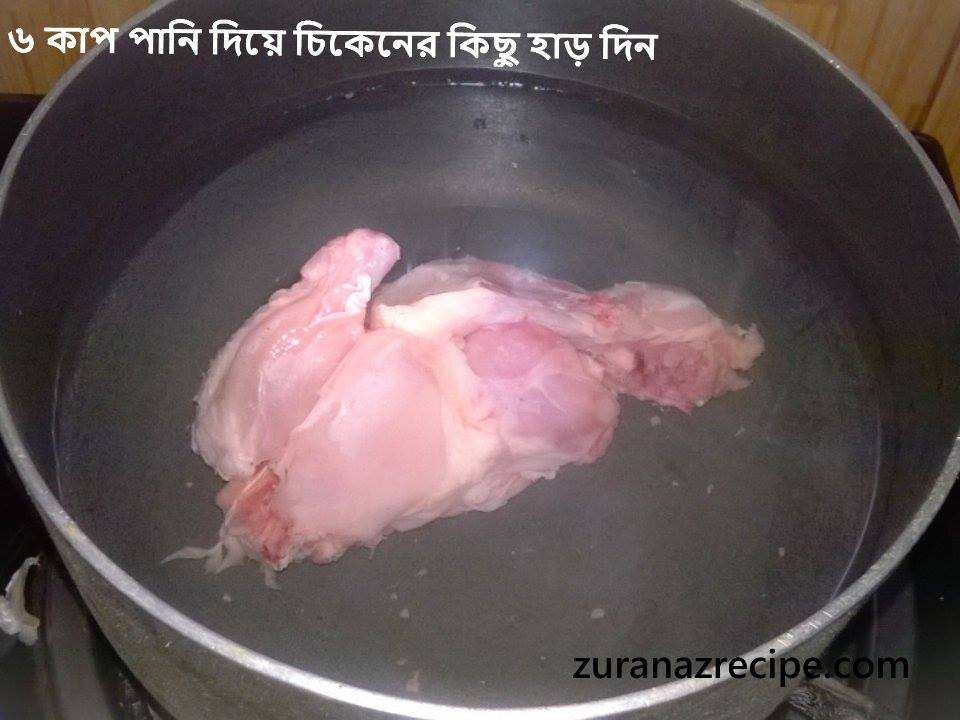 ৬ কাপ পানি দিয়ে চিকেনের কিছু হাড় দিন
zuranazrecipe.com